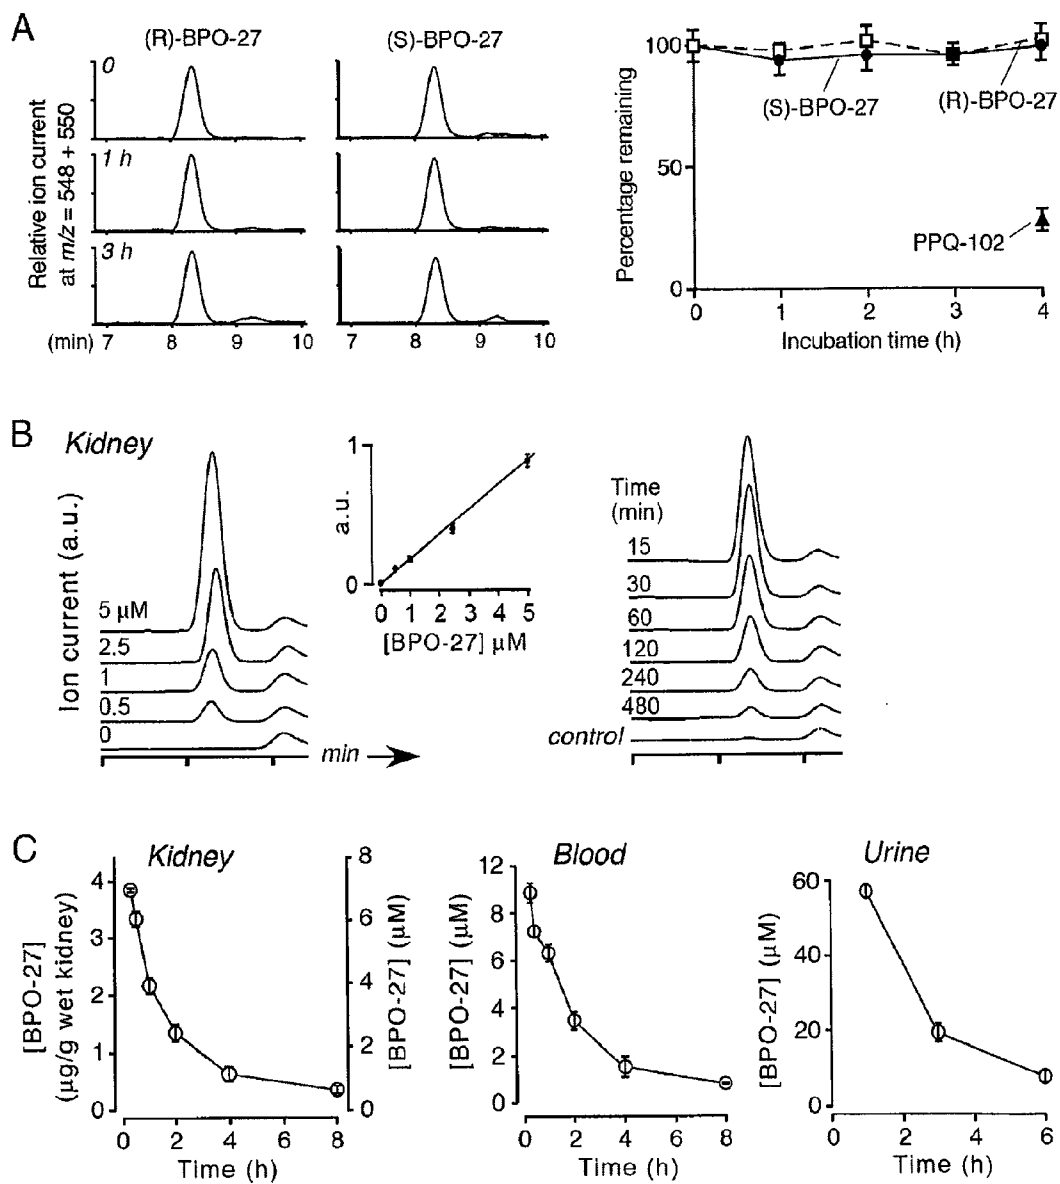 A
(R)-BPO-27
(S)-BPO-27
Relative ion current
at m/z = 548 + 550
0
1 h
3 h
(min) 7 8 9 10
7 8 9 10
Percentage remaining
100
50
0
(S)-BPO-27
(R)-BPO-27
PPQ-102
0 1 2 3 4
Incubation time (h)
B
Kidney
Ion current (a.u.)
5 µM
2.5
1
0.5
0
min
a.u.
1
0
0 1 2 3 4 5
[BPO-27] µM
Time
(min)
15
30
60
120
240
480
control
C
Kidney
[BPO-27]
(µg/g wet kidney)
4
3
2
1
0
8
6
4
2
0
[BPO-27] (µM)
0 2 4 6 8
Time (h)
Blood
[BPO-27] (µM)
12
8
6
4
2
0
0 2 4 6 8
Time (h)
Urine
[BPO-27] (µM)
60
40
20
0
0 2 4 6
Time (h)